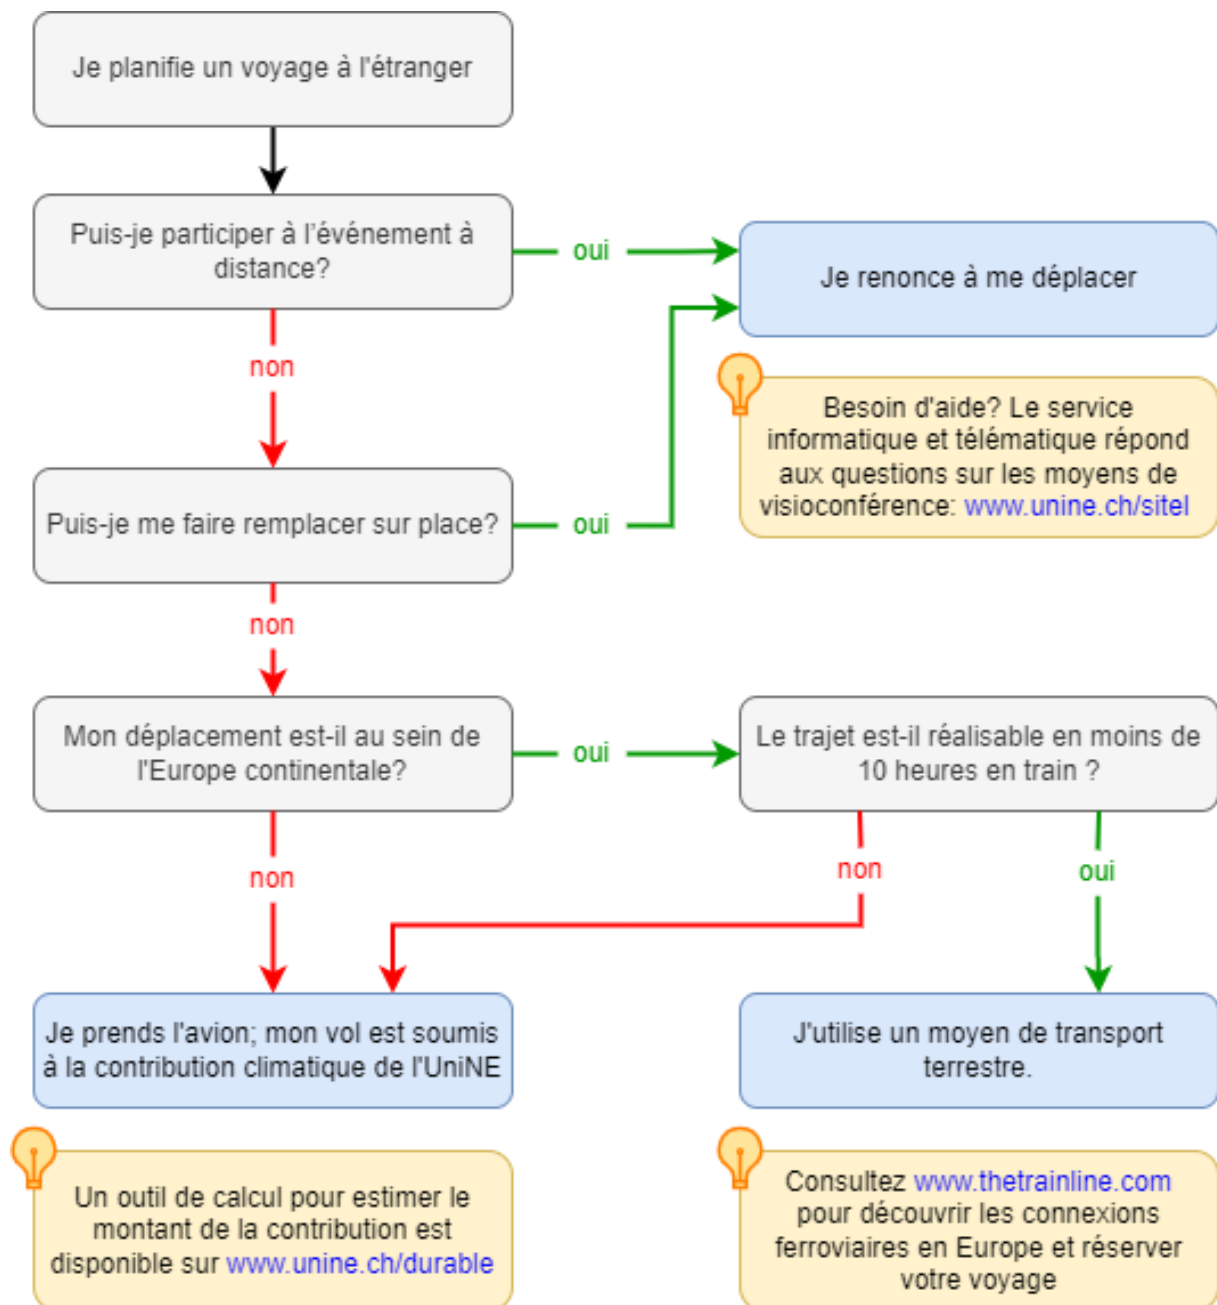 Je planifie un voyage à l'étranger
Puis-je participer à l'événement à
distance?
oui
Je renonce à me déplacer
non
Besoin d'aide? Le service
informatique et télématique répond
aux questions sur les moyens de
visioconférence: www.unine.ch/sitel
Puis-je me faire remplacer sur place?
oui
non
Mon déplacement est-il au sein de
l'Europe continentale?
oui
Le trajet est-il réalisable en moins de
10 heures en train ?
non
non
oui
Je prends l'avion; mon vol est soumis
à la contribution climatique de l'UniNE
J'utilise un moyen de transport
terrestre.
Un outil de calcul pour estimer le
montant de la contribution est
disponible sur www.unine.ch/durable
Consultez www.thetrainline.com
pour découvrir les connexions
ferroviaires en Europe et réserver
votre voyage